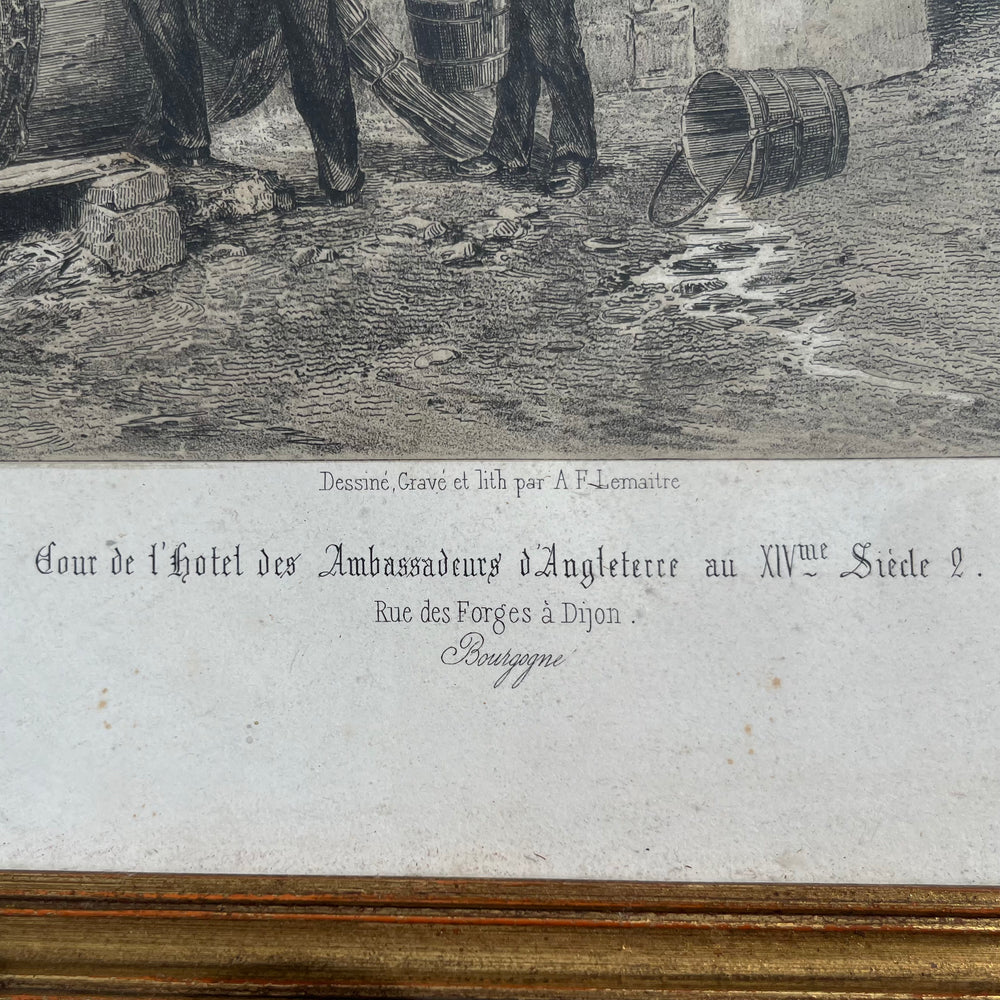 Dessiné, Gravé et lith par A F. Lemaitre
Cour de l'Hotel des Ambassadeurs d'Angleterre au XIVme Siècle 2.
Rue des Forges à Dijon.
Bourgogne